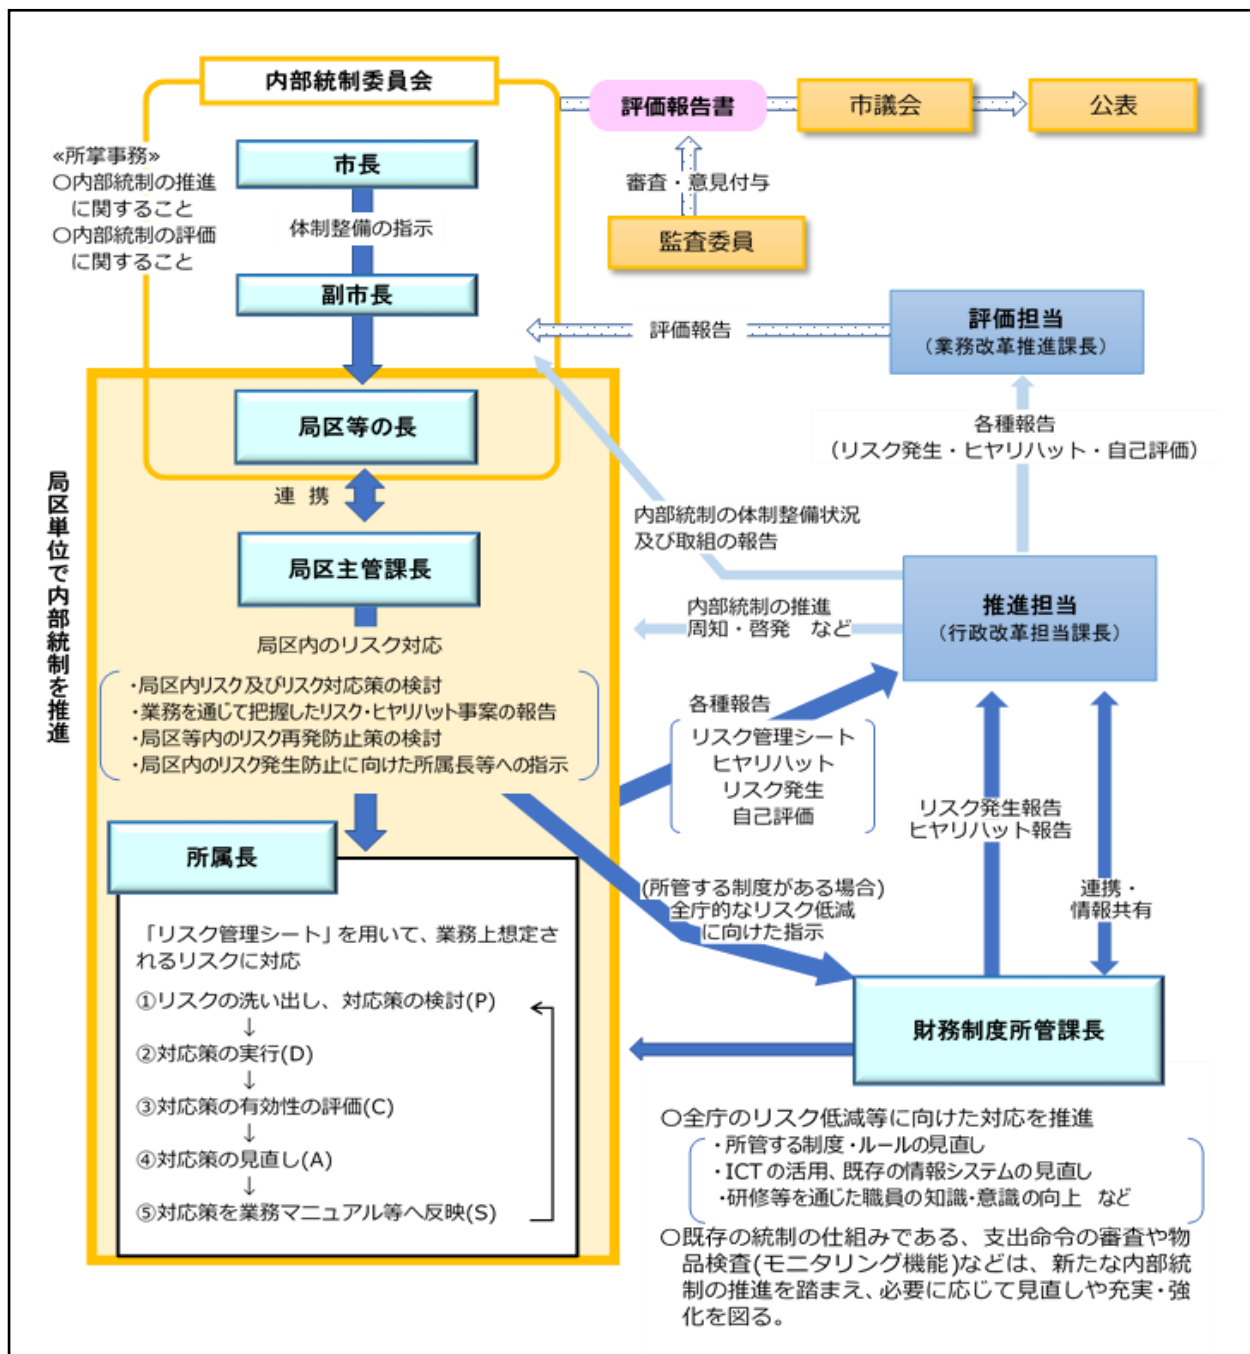 内部統制委員会
評価報告書
市議会
公表
≪所掌事務≫
○内部統制の推進
に関すること
○内部統制の評価
に関すること
市長
体制整備の指示
副市長
審査・意見付与
監査委員
評価報告
評価担当
（業務改革推進課長）
局区等の長
各種報告
（リスク発生・ヒヤリハット・自己評価）
連 携
局区単位で内部統制を推進
内部統制の体制整備状況
及び取組の報告
局区主管課長
推進担当
（行政改革担当課長）
内部統制の推進
周知・啓発　など
局区内のリスク対応
・局区内リスク及びリスク対応策の検討
・業務を通じて把握したリスク・ヒヤリハット事案の報告
・局区等内のリスク再発防止策の検討
・局区内のリスク発生防止に向けた所属長等への指示
各種報告
リスク管理シート
ヒヤリハット
リスク発生
自己評価
リスク発生報告
ヒヤリハット報告
所属長
(所管する制度がある場合)
全庁的なリスク低減
に向けた指示
連携・
情報共有
「リスク管理シート」を用いて、業務上想定さ
れるリスクに対応
①リスクの洗い出し、対応策の検討(P)
↓
②対応策の実行(D)
↓
③対応策の有効性の評価(C)
↓
④対応策の見直し(A)
↓
⑤対応策を業務マニュアル等へ反映(S)
財務制度所管課長
○全庁のリスク低減等に向けた対応を推進
・所管する制度・ルールの見直し
・ICTの活用、既存の情報システムの見直し
・研修等を通じた職員の知識・意識の向上　など
○既存の統制の仕組みである、支出命令の審査や物
品検査(モニタリング機能)などは、新たな内部統
制の推進を踏まえ、必要に応じて見直しや充実・強
化を図る。